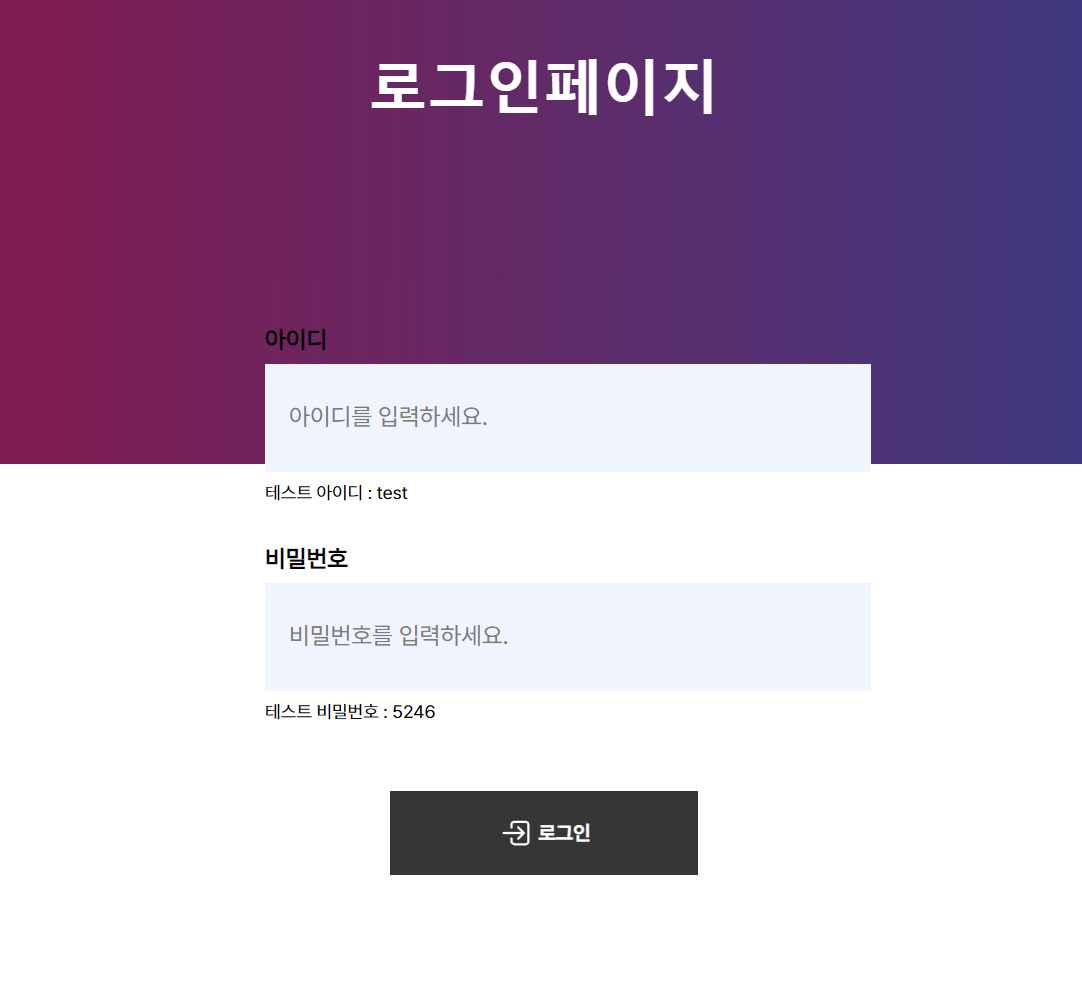 로그인페이지
아이디
아이디를 입력하세요.
테스트 아이디 : test
비밀번호
비밀번호를 입력하세요.
테스트 비밀번호 : 5246
로그인